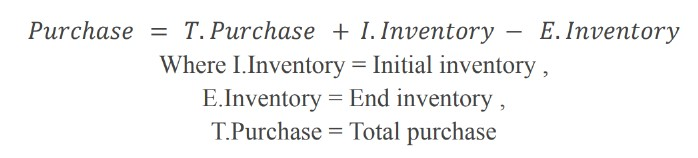 Purchase = T.Purchase + I.Inventory − E.Inventory
Where I.Inventory = Initial inventory ,
E.Inventory = End inventory ,
T.Purchase = Total purchase